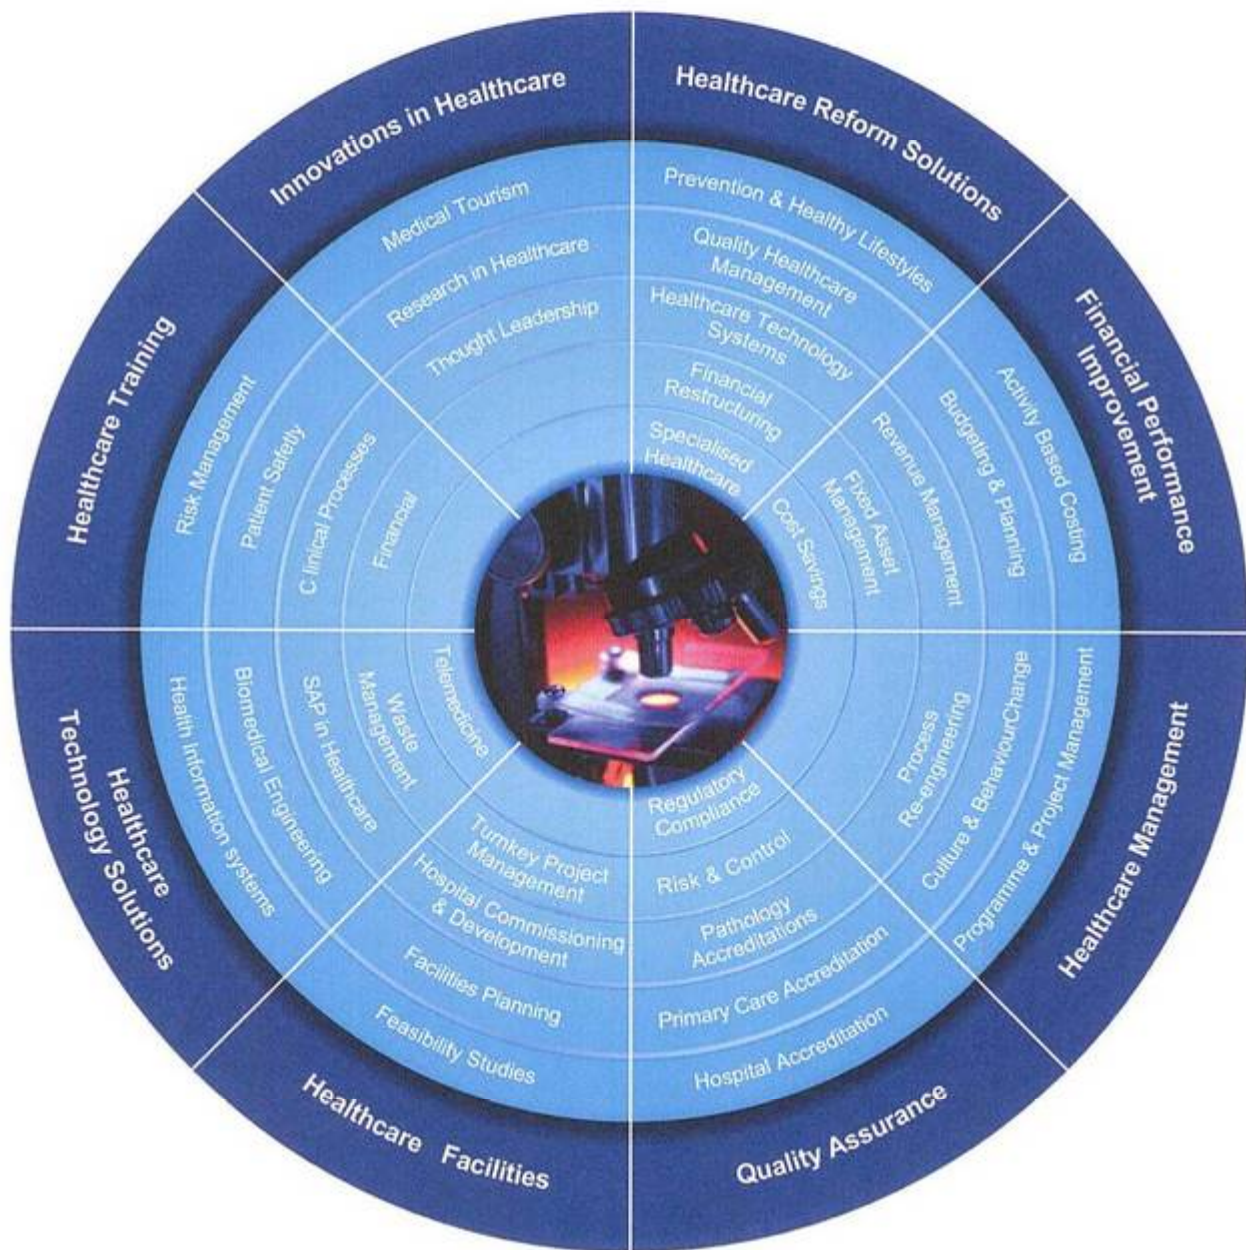 Healthcare Reform Solutions
Prevention & Healthy Lifestyles
Quality Healthcare
Management
Healthcare Technology
Systems
Financial
Restructuring
Specialised
Healthcare
Financial Performance
Improvement
Activity Based Costing
Budgeting & Planning
Revenue Management
Fixed Asset
Management
Cost Savings
Healthcare Management
Programme & Project Management
Culture & BehaviourChange
Process
Re-engineering
Quality Assurance
Hospital Accreditation
Primary Care Accreditation
Pathology
Accreditations
Risk & Control
Regulatory
Compliance
Healthcare Facilities
Feasibility Studies
Facilities Planning
Hospital Commissioning
& Development
Turnkey Project
Management
Healthcare
Technology Solutions
Health Information systems
Biomedical Engineering
SAP in Healthcare
Waste
Management
Telemedicine
Healthcare Training
Risk Management
Patient Safetly
C linical Processes
Financial
Innovations in Healthcare
Medical Tourism
Research in Healthcare
Thought Leadership